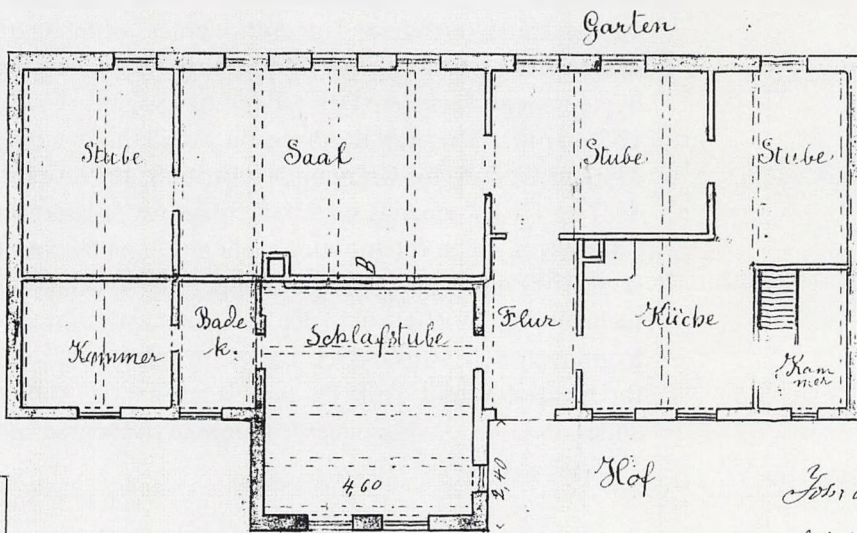 Garten
Stube
Saal
Stube
Stube
B
Kammer
Bade
k.
Schlafstube
Flur
Küche
Kam
mer
4,60
2,40
Hof